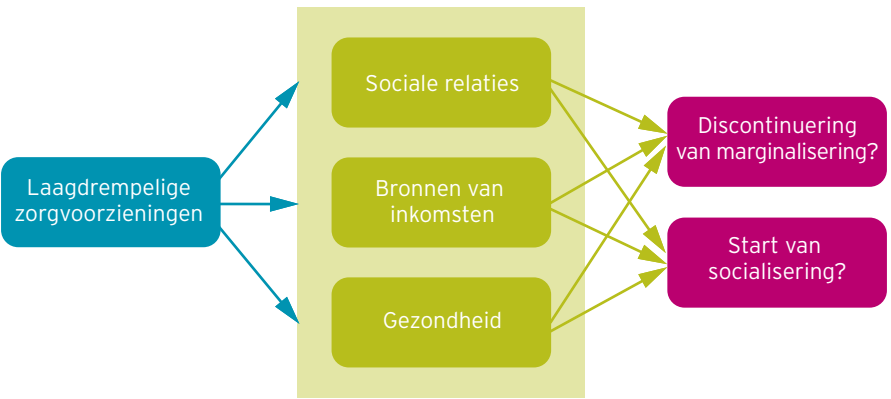 Laagdrempelige
zorgvoorzieningen
Sociale relaties
Bronnen van
inkomsten
Gezondheid
Discontinuering
van marginalisering?
Start van
socialisering?